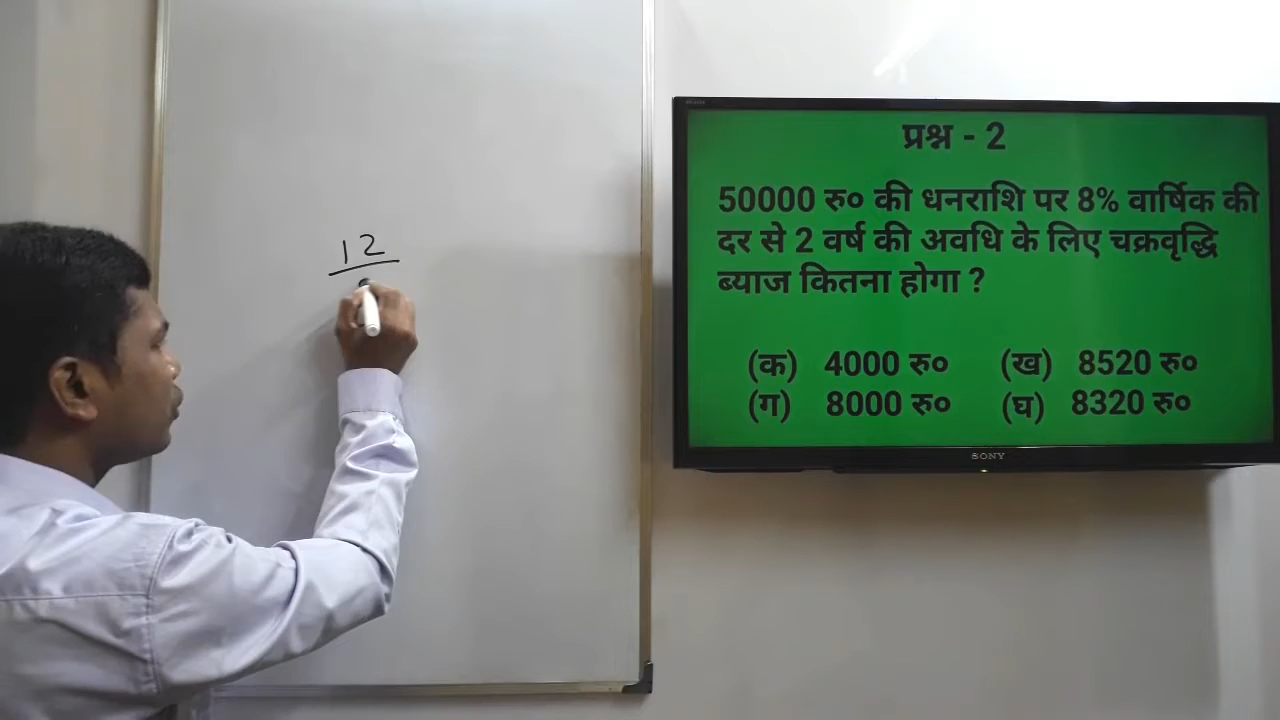 12
प्रश्न - 2
50000 रु० की धनराशि पर 8% वार्षिक की
दर से 2 वर्ष की अवधि के लिए चक्रवृद्धि
ब्याज कितना होगा ?
(क) 4000 रु० (ख) 8520 रु०
(ग) 8000 रु० (घ) 8320 रु०
SONY